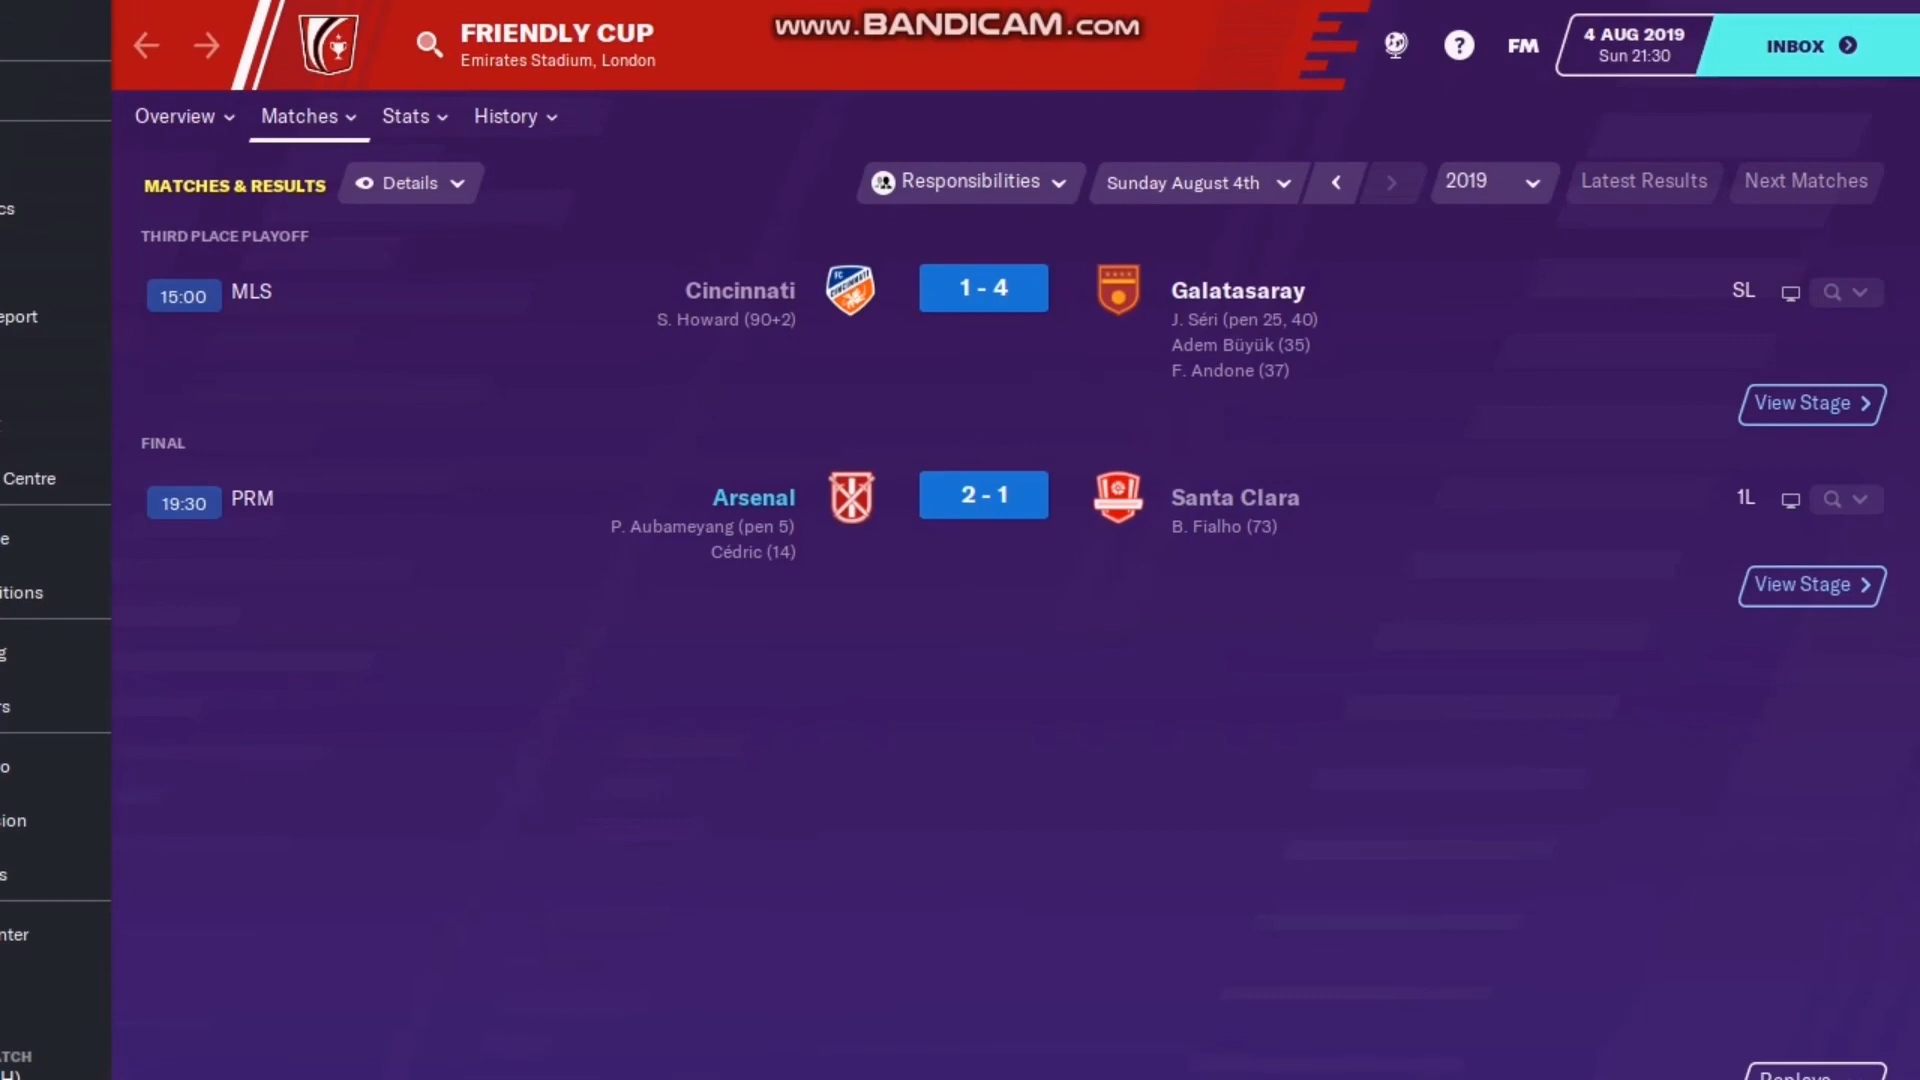 FRIENDLY CUP
Emirates Stadium, London
www.BANDICAM.com
FM
4 AUG 2019
Sun 21:30
INBOX
Overview
Matches
Stats
History
MATCHES & RESULTS
Details
Responsibilities
Sunday August 4th
2019
Latest Results
Next Matches
THIRD PLACE PLAYOFF
15:00 MLS
Cincinnati
1 - 4
Galatasaray
SL
S. Howard (90+2)
J. Séri (pen 25, 40)
Adem Büyük (35)
F. Andone (37)
View Stage
FINAL
19:30 PRM
Arsenal
2 - 1
Santa Clara
1L
P. Aubameyang (pen 5)
B. Fialho (73)
Cédric (14)
View Stage
cs
eport
Centre
e
itions
g
rs
o
sion
s
nter